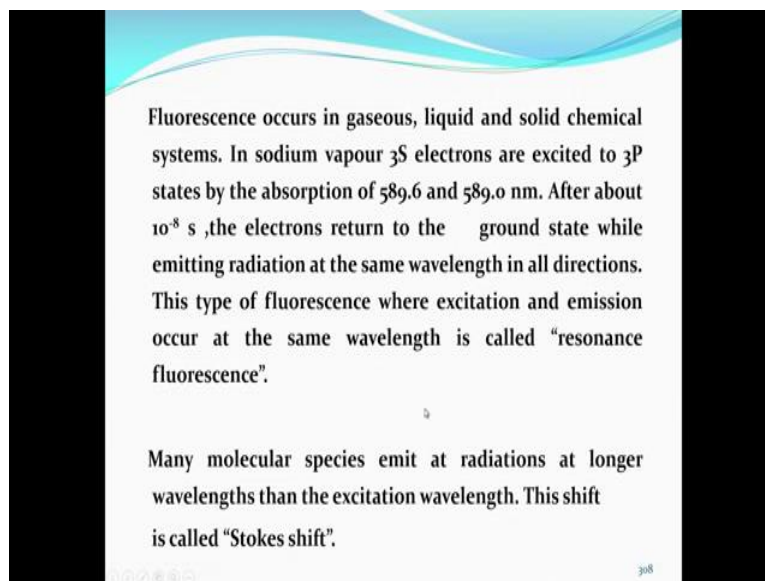 Fluorescence occurs in gaseous, liquid and solid chemical
systems. In sodium vapour 3S electrons are excited to 3P
states by the absorption of 589.6 and 589.0 nm. After about
10⁻⁸ s ,the electrons return to the ground state while
emitting radiation at the same wavelength in all directions.
This type of fluorescence where excitation and emission
occur at the same wavelength is called “resonance
fluorescence”.
Many molecular species emit at radiations at longer
wavelengths than the excitation wavelength. This shift
is called “Stokes shift”.
308